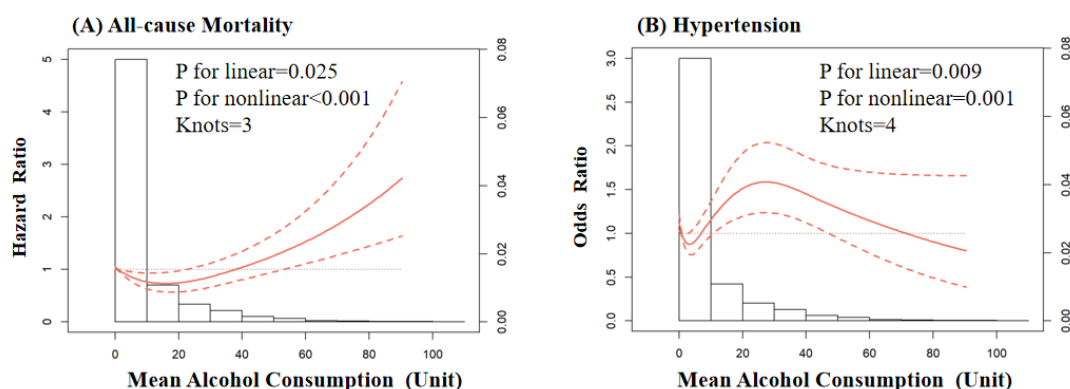 (A) All-cause Mortality
P for linear=0.025
P for nonlinear<0.001
Knots=3
Hazard Ratio
0 1 2 3 4 5
0.00 0.02 0.04 0.06 0.08
0 20 40 60 80 100
Mean Alcohol Consumption (Unit)
(B) Hypertension
P for linear=0.009
P for nonlinear=0.001
Knots=4
Odds Ratio
0.0 0.5 1.0 1.5 2.0 2.5 3.0
0.00 0.02 0.04 0.06 0.08
0 20 40 60 80 100
Mean Alcohol Consumption (Unit)